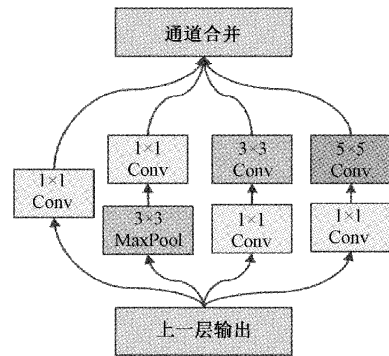 通道合并
1×1
Conv
3×3
Conv
5×5
Conv
1×1
Conv
3×3
MaxPool
1×1
Conv
1×1
Conv
上一层输出